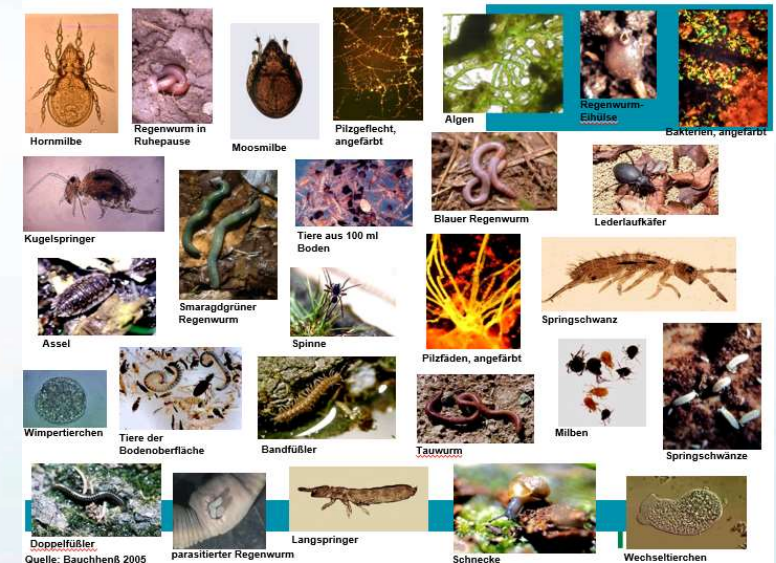 Hornmilbe
Regenwurm in
Ruhepause
Moosmilbe
Pilzgeflecht,
angefärbt
Algen
Regenwurm-
Eihülse
Bakterien, angefärbt
Kugelspringer
Smaragdgrüner
Regenwurm
Tiere aus 100 ml
Boden
Blauer Regenwurm
Lederlaufkäfer
Assel
Spinne
Pilzfäden, angefärbt
Springschwanz
Wimpertierchen
Tiere der
Bodenoberfläche
Bandfüßler
Tauwurm
Milben
Springschwänze
Doppelfüßler
Quelle: Bauchhenß 2005
parasitierter Regenwurm
Langspringer
Schnecke
Wechseltierchen